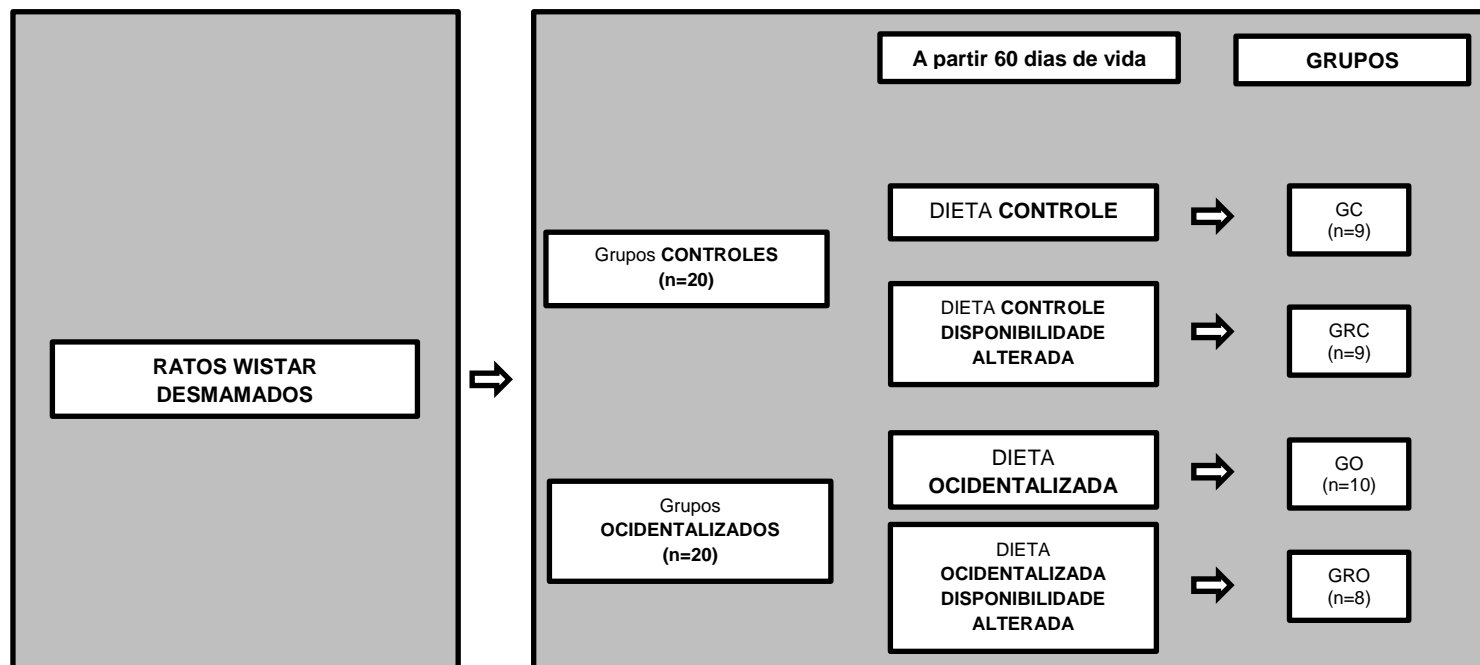 A partir 60 dias de vida
GRUPOS
RATOS WISTAR
DESMAMADOS
Grupos CONTROLES
(n=20)
DIETA CONTROLE
GC
(n=9)
DIETA CONTROLE
DISPONIBILIDADE
ALTERADA
GRC
(n=9)
Grupos
OCIDENTALIZADOS
(n=20)
DIETA
OCIDENTALIZADA
GO
(n=10)
DIETA
OCIDENTALIZADA
DISPONIBILIDADE
ALTERADA
GRO
(n=8)